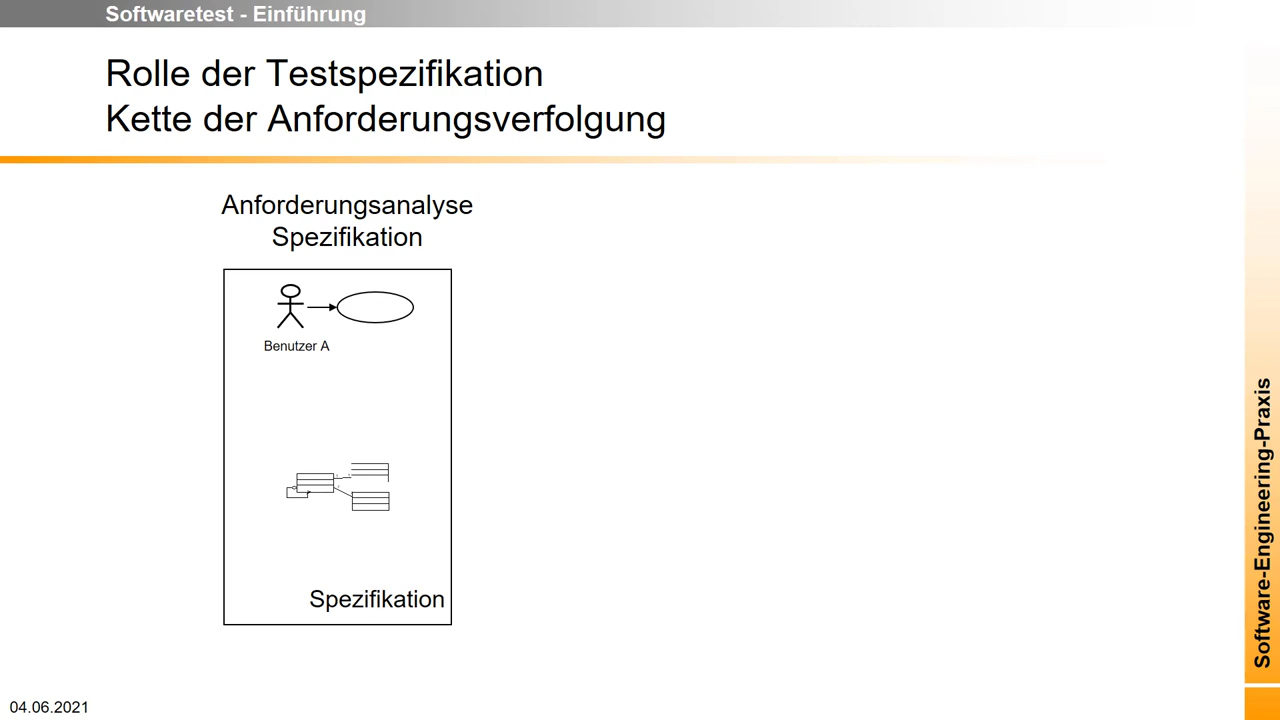 Softwaretest - Einführung
Rolle der Testspezifikation
Kette der Anforderungsverfolgung
Anforderungsanalyse
Spezifikation
Benutzer A
Spezifikation
Software-Engineering-Praxis
04.06.2021